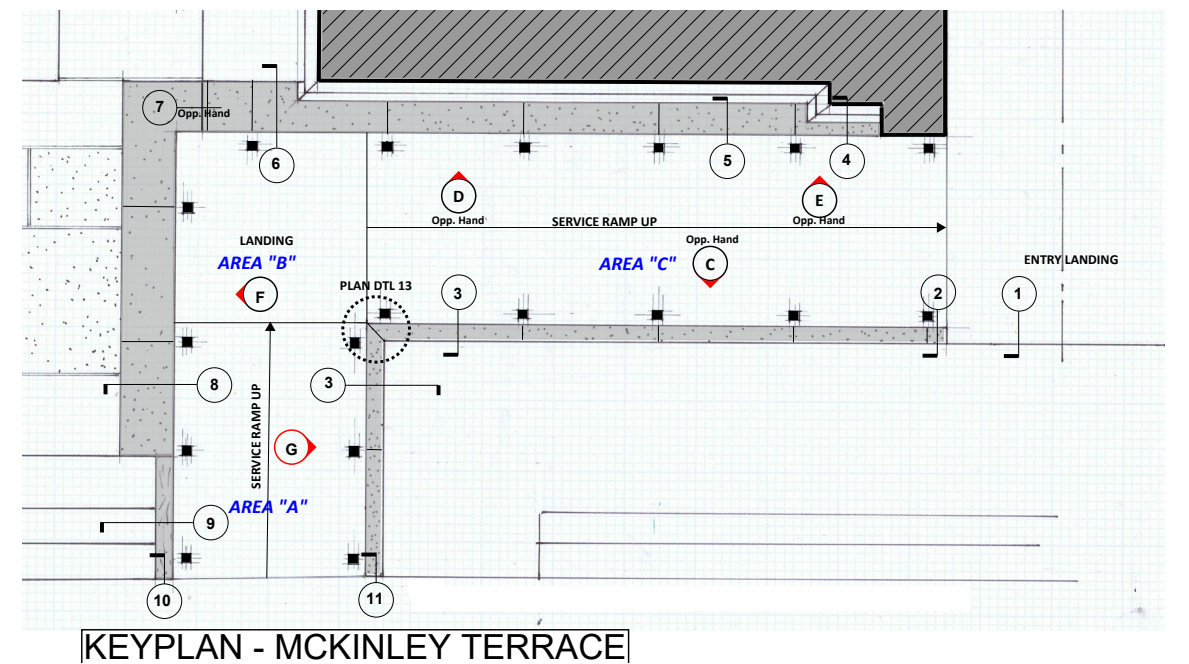 7
Opp. Hand
6
5
4
D
Opp. Hand
E
Opp. Hand
SERVICE RAMP UP
LANDING
AREA "B"
Opp. Hand
AREA "C"
C
ENTRY LANDING
F
PLAN DTL 13
3
2
1
8
3
SERVICE RAMP UP
G
AREA "A"
9
10
11
KEYPLAN - MCKINLEY TERRACE